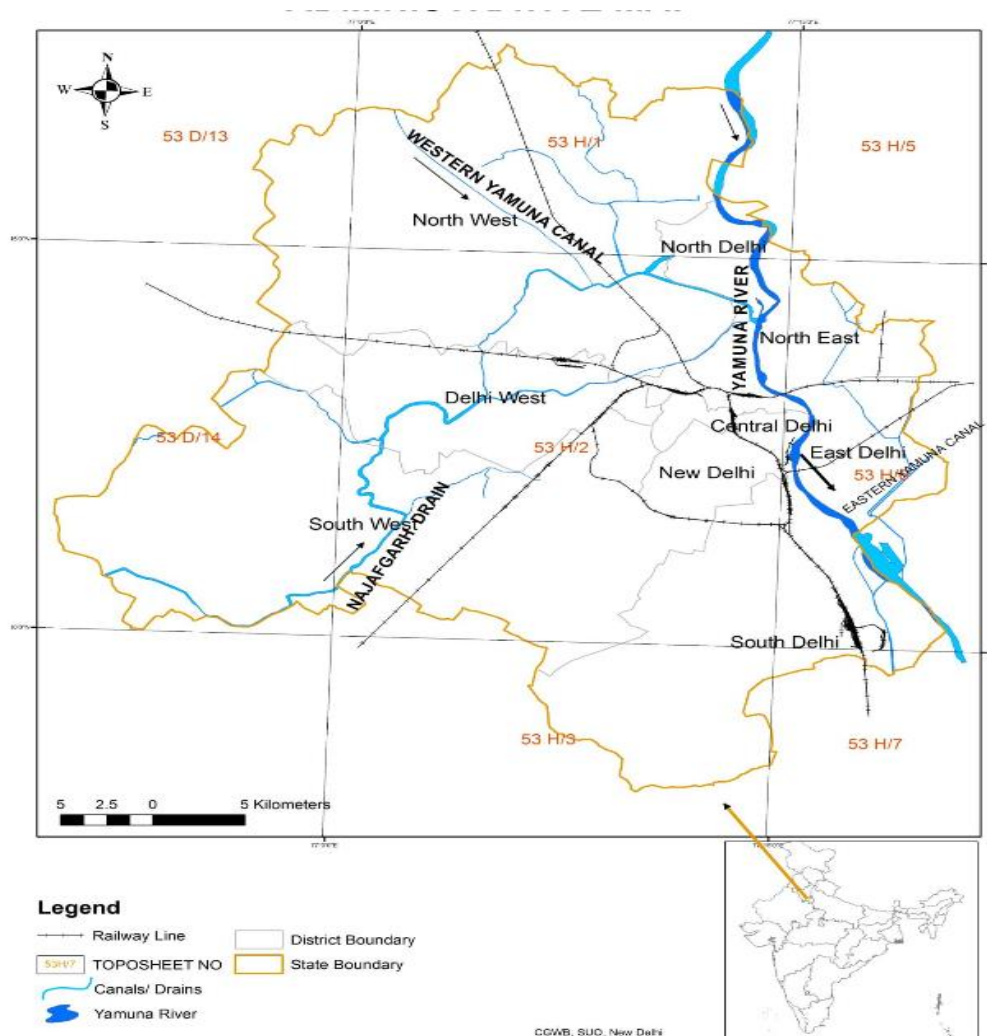 N
W E
S
53 D/13
53 H/1
53 H/5
WESTERN YAMUNA CANAL
North West
North Delhi
YAMUNA RIVER
North East
Delhi West
Central Delhi
53 D/14
53 H/2
East Delhi
New Delhi
53 H/
EASTERN YAMUNA CANAL
South West
NAJAFGARH DRAIN
South Delhi
53 H/3
53 H/7
5 2.5 0 5 Kilometers
Legend
Railway Line
53H/7 TOPOSHEET NO
Canals/ Drains
Yamuna River
District Boundary
State Boundary
CGWB, SUO, New Delhi